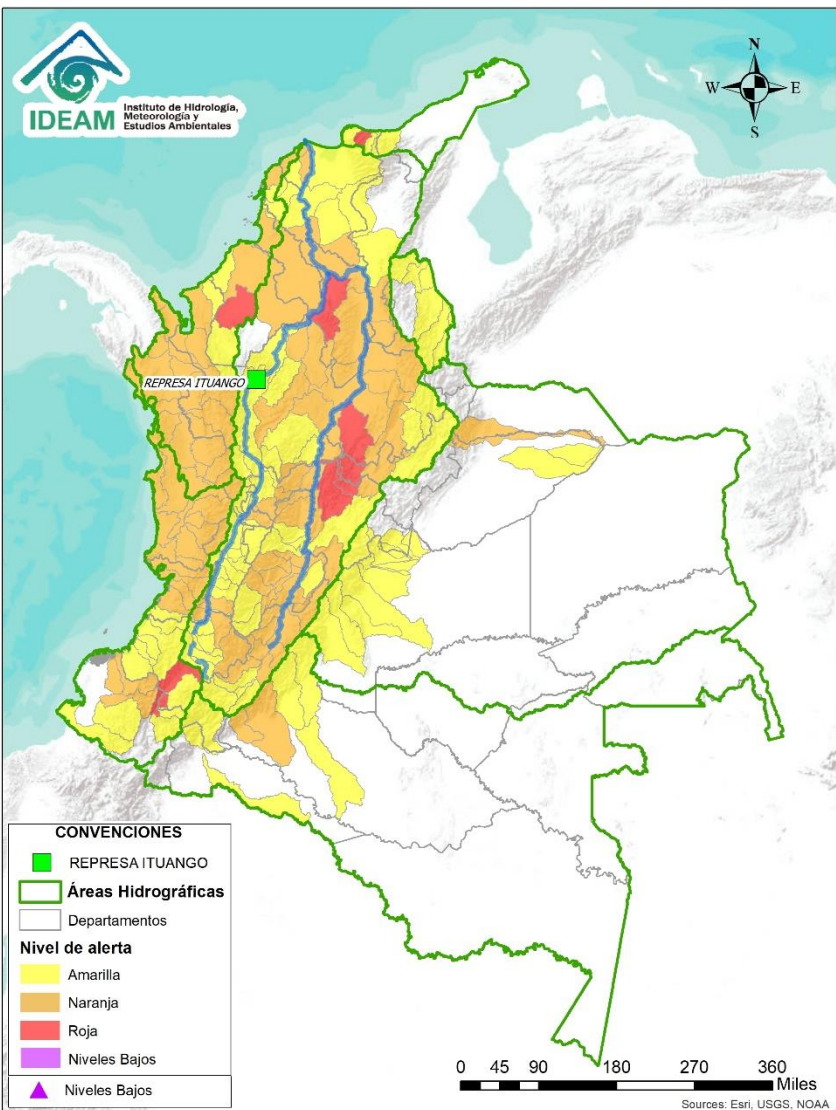 IDEAM
Instituto de Hidrología,
Meteorología y
Estudios Ambientales
N
W
E
S
REPRESA ITUANGO
CONVENCIONES
REPRESA ITUANGO
Áreas Hidrográficas
Departamentos
Nivel de alerta
Amarilla
Naranja
Roja
Niveles Bajos
Niveles Bajos
0 45 90 180 270 360
Miles
Sources: Esri, USGS, NOAA